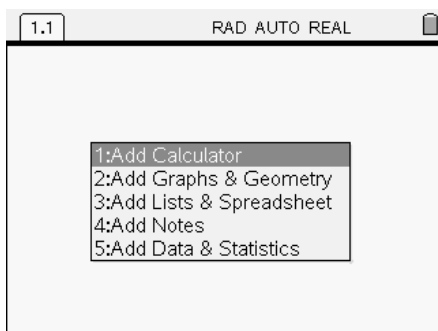 1.1 RAD AUTO REAL
1:Add Calculator
2:Add Graphs & Geometry
3:Add Lists & Spreadsheet
4:Add Notes
5:Add Data & Statistics